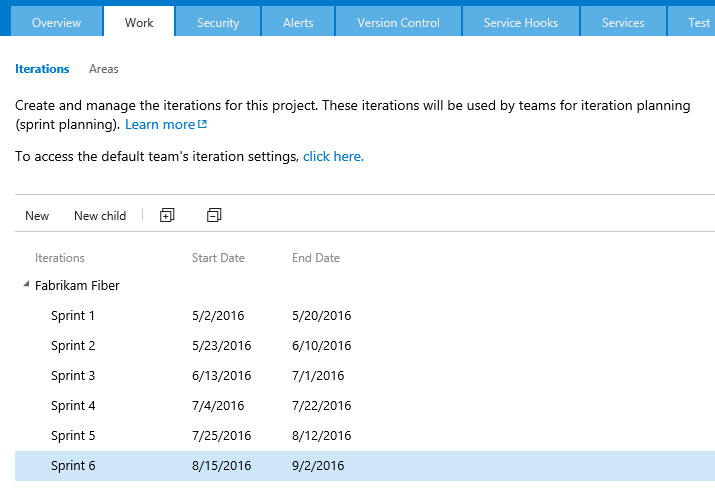 Overview Work Security Alerts Version Control Service Hooks Services Test
Iterations Areas
Create and manage the iterations for this project. These iterations will be used by teams for iteration planning
(sprint planning). Learn more
To access the default team's iteration settings, click here.
New New child
Iterations Start Date End Date
Fabrikam Fiber
Sprint 1 5/2/2016 5/20/2016
Sprint 2 5/23/2016 6/10/2016
Sprint 3 6/13/2016 7/1/2016
Sprint 4 7/4/2016 7/22/2016
Sprint 5 7/25/2016 8/12/2016
Sprint 6 8/15/2016 9/2/2016